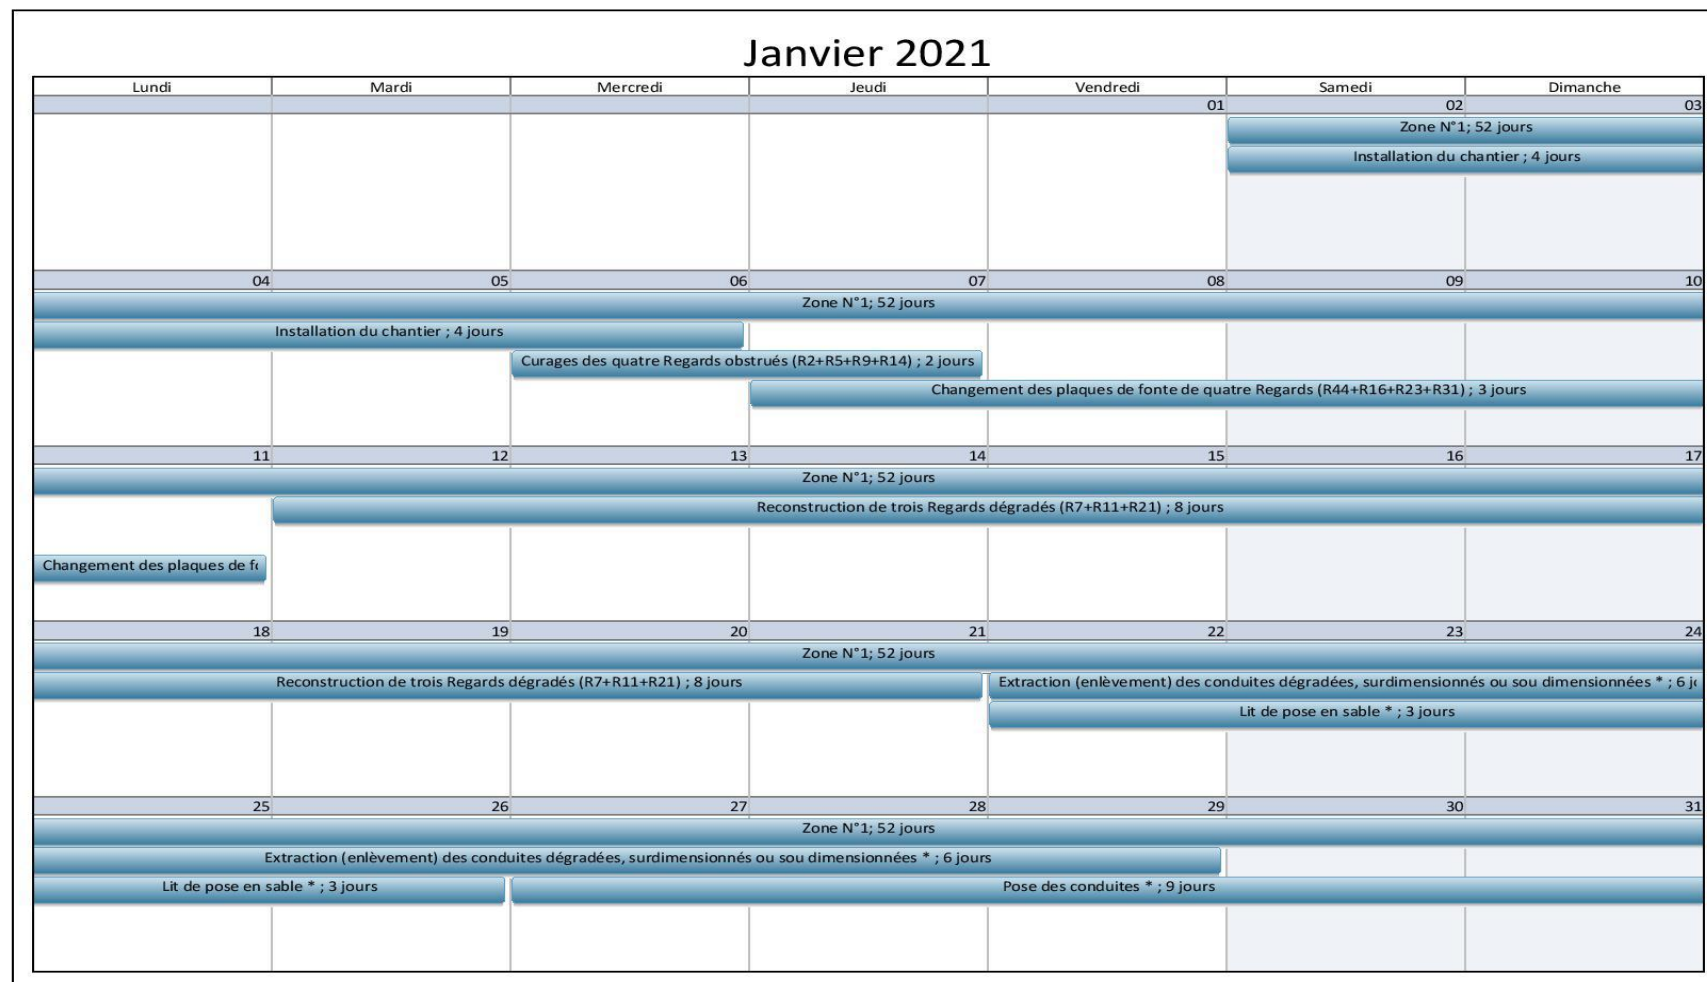 Janvier 2021
Lundi Mardi Mercredi Jeudi Vendredi Samedi Dimanche
01 02 03
Zone N°1; 52 jours
Installation du chantier ; 4 jours
04 05 06 07 08 09 10
Zone N°1; 52 jours
Installation du chantier ; 4 jours
Curages des quatre Regards obstrués (R2+R5+R9+R14) ; 2 jours
Changement des plaques de fonte de quatre Regards (R44+R16+R23+R31) ; 3 jours
11 12 13 14 15 16 17
Zone N°1; 52 jours
Reconstruction de trois Regards dégradés (R7+R11+R21) ; 8 jours
Changement des plaques de
18 19 20 21 22 23 24
Zone N°1; 52 jours
Reconstruction de trois Regards dégradés (R7+R11+R21) ; 8 jours Extraction (enlèvement) des conduites dégradées, surdimensionnés ou sou dimensionnées * ; 6
Lit de pose en sable * ; 3 jours
25 26 27 28 29 30 31
Zone N°1; 52 jours
Extraction (enlèvement) des conduites dégradées, surdimensionnés ou sou dimensionnées * ; 6 jours
Lit de pose en sable * ; 3 jours Pose des conduites * ; 9 jours